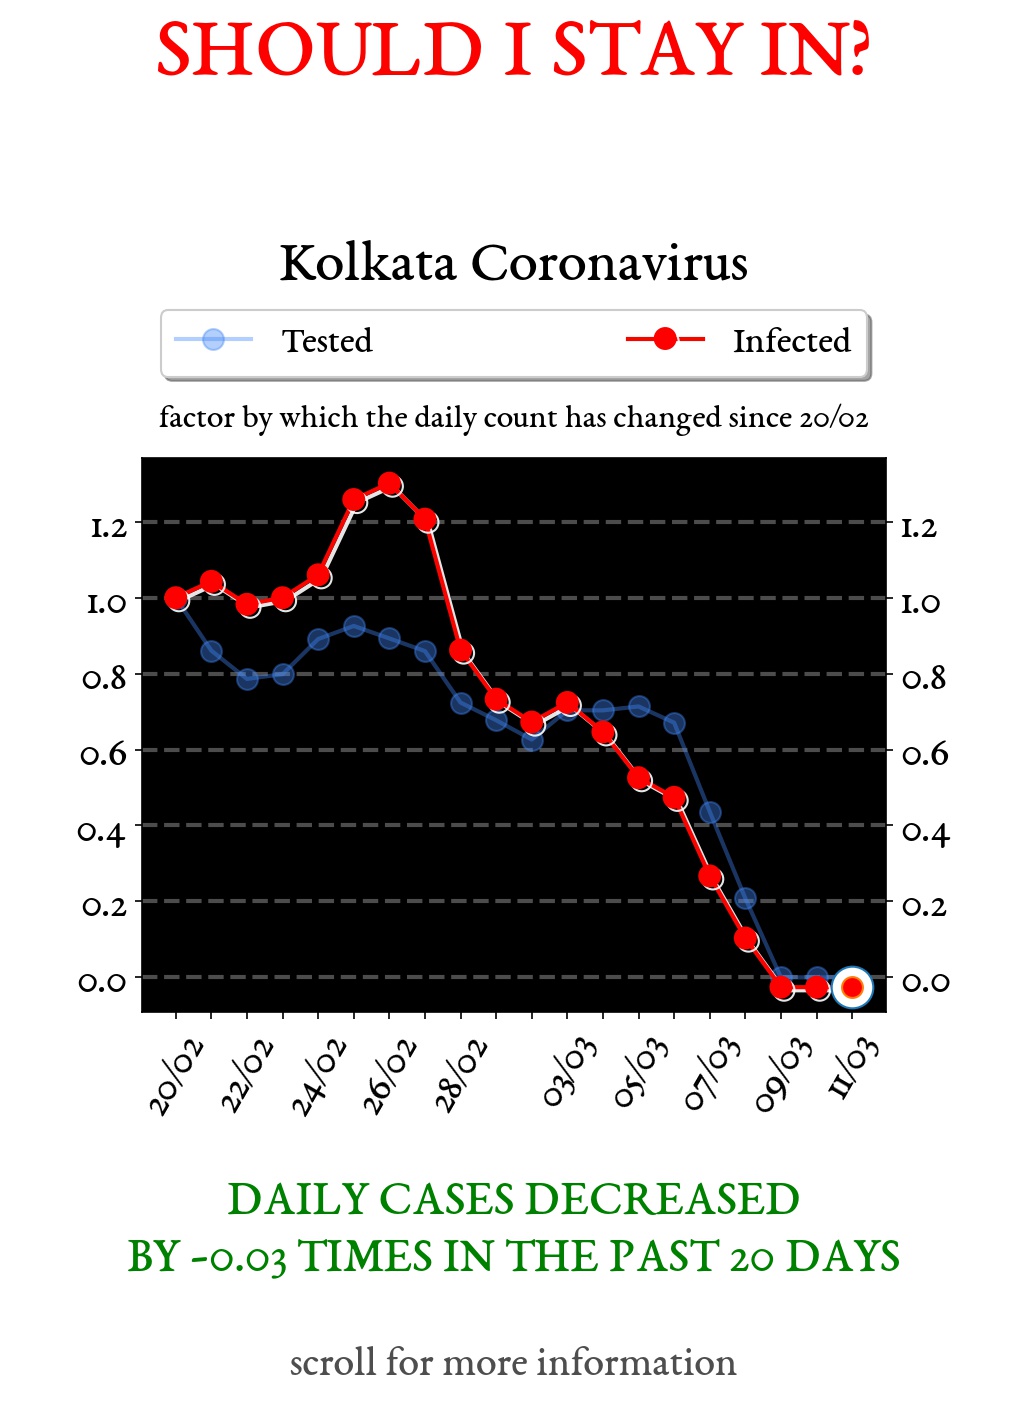 SHOULD I STAY IN?
Kolkata Coronavirus
Tested Infected
factor by which the daily count has changed since 20/02
1.2 1.2
1.0 1.0
0.8 0.8
0.6 0.6
0.4 0.4
0.2 0.2
0.0 0.0
20/02 22/02 24/02 26/02 28/02 03/03 05/03 07/03 09/03 11/03
DAILY CASES DECREASED
BY -0.03 TIMES IN THE PAST 20 DAYS
scroll for more information